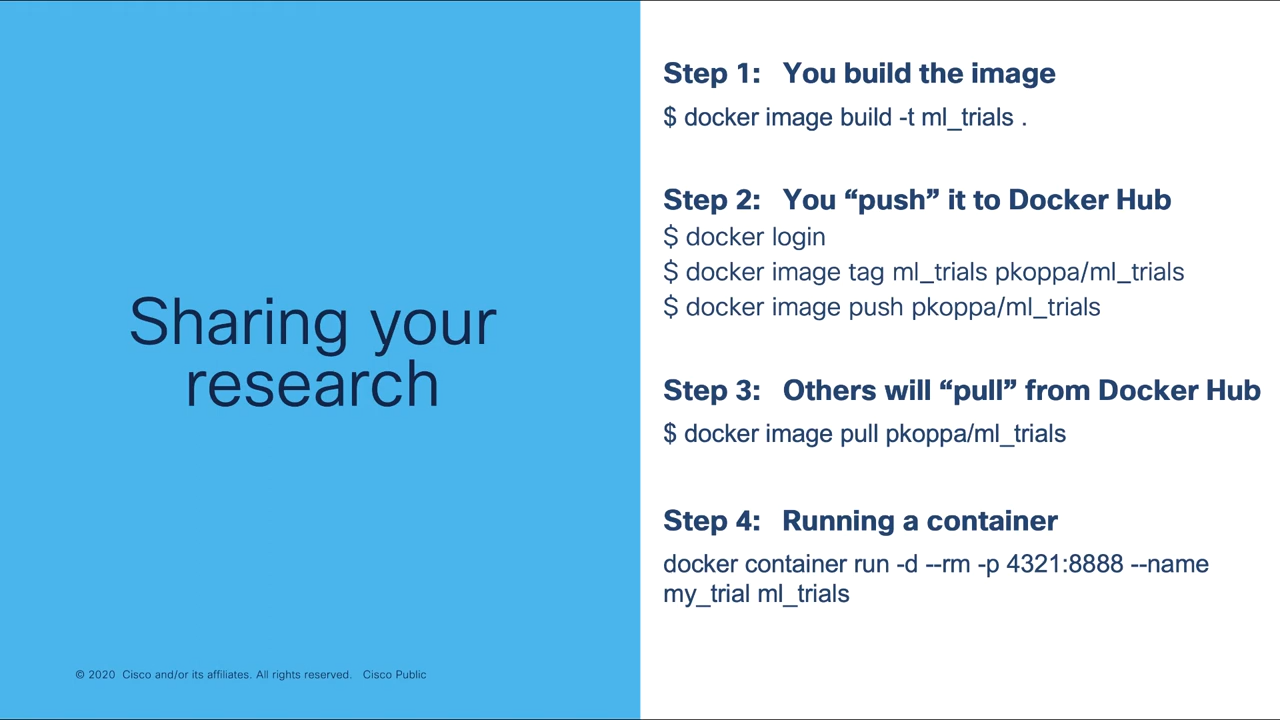 Sharing your
research
© 2020 Cisco and/or its affiliates. All rights reserved. Cisco Public
Step 1: You build the image
$ docker image build -t ml_trials .
Step 2: You “push” it to Docker Hub
$ docker login
$ docker image tag ml_trials pkoppa/ml_trials
$ docker image push pkoppa/ml_trials
Step 3: Others will “pull” from Docker Hub
$ docker image pull pkoppa/ml_trials
Step 4: Running a container
docker container run -d --rm -p 4321:8888 --name
my_trial ml_trials